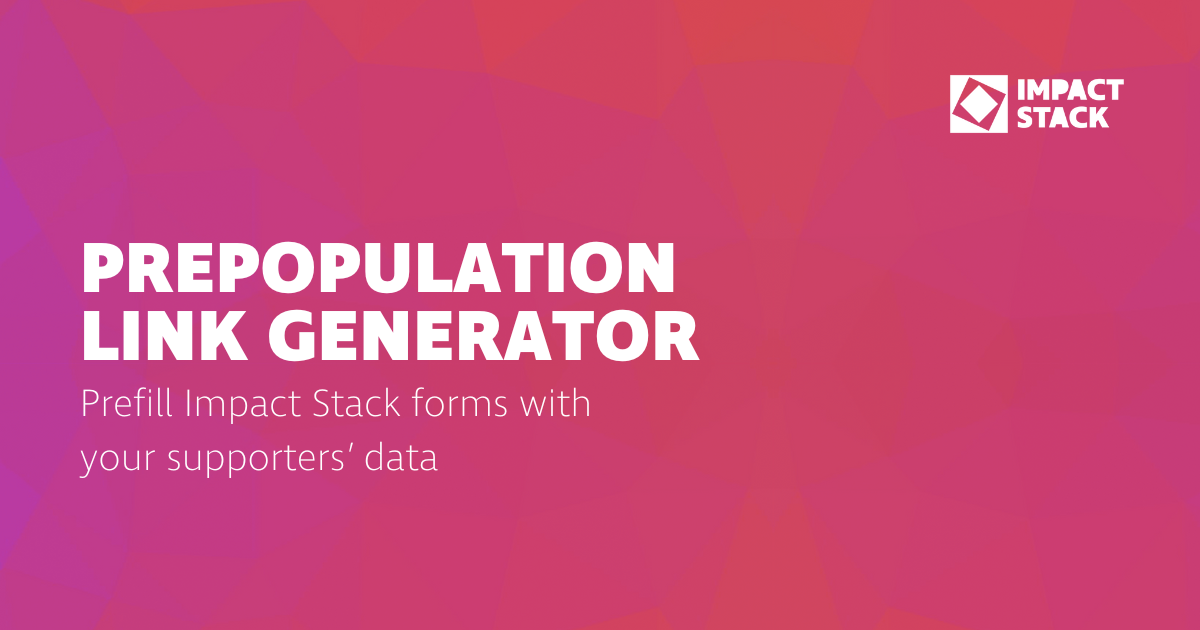 IMPACT
STACK
PREPOPULATION
LINK GENERATOR
Prefill Impact Stack forms with
your supporters’ data